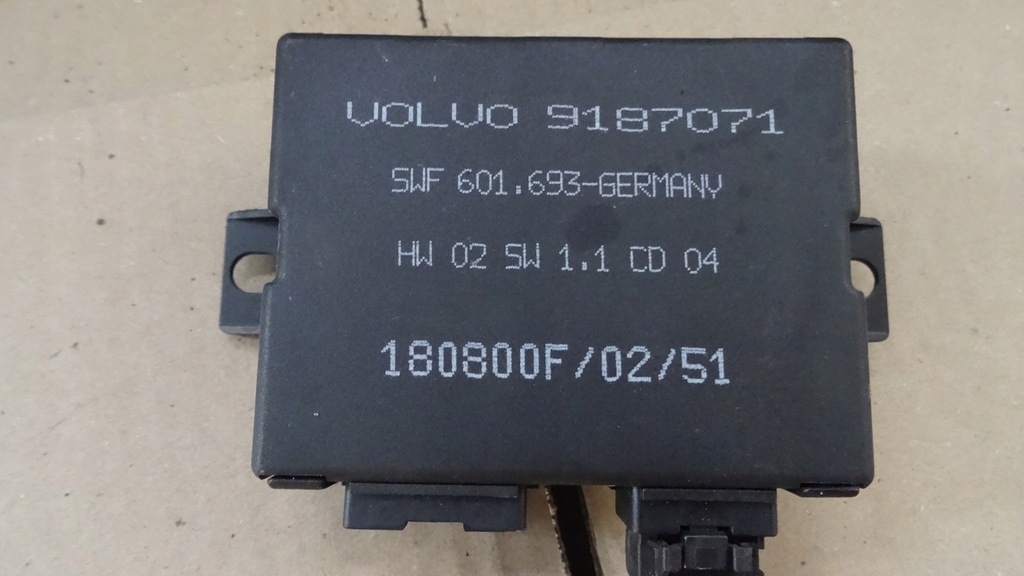 VOLVO 9187071
SWF 601.693-GERMANY
HW 02 SW 1.1 CD 04
180800F/02/51